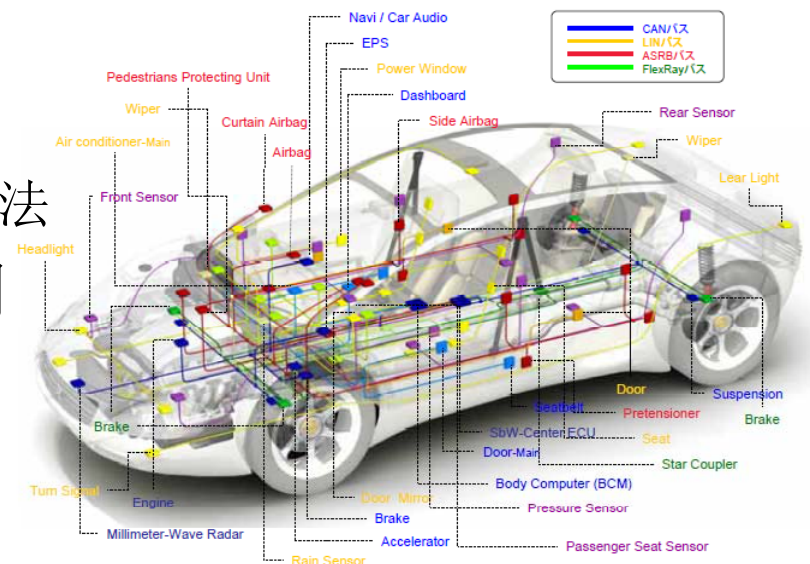 Navi / Car Audio
EPS
Power Window
Dashboard
Side Airbag
Pedestrians Protecting Unit
Wiper
Curtain Airbag
Air conditioner-Main
Airbag
CANバス
LINバス
ASRBバス
FlexRayバス
Rear Sensor
Wiper
Lear Light
法
Front Sensor
Headlight
Door
Suspension
Brake
Seatbelt
Pretensioner
SbW-Center ECU
Seat
Door-Main
Star Coupler
Body Computer (BCM)
Pressure Sensor
Passenger Seat Sensor
Brake
Turn Signal
Engine
Door Mirror
Brake
Millimeter-Wave Radar
Accelerator
Rain Sensor